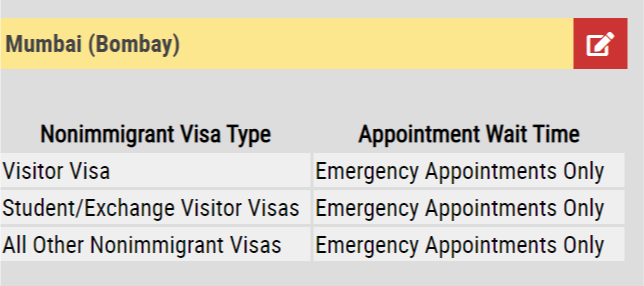 Mumbai (Bombay)
Nonimmigrant Visa Type Appointment Wait Time
Visitor Visa Emergency Appointments Only
Student/Exchange Visitor Visas Emergency Appointments Only
All Other Nonimmigrant Visas Emergency Appointments Only